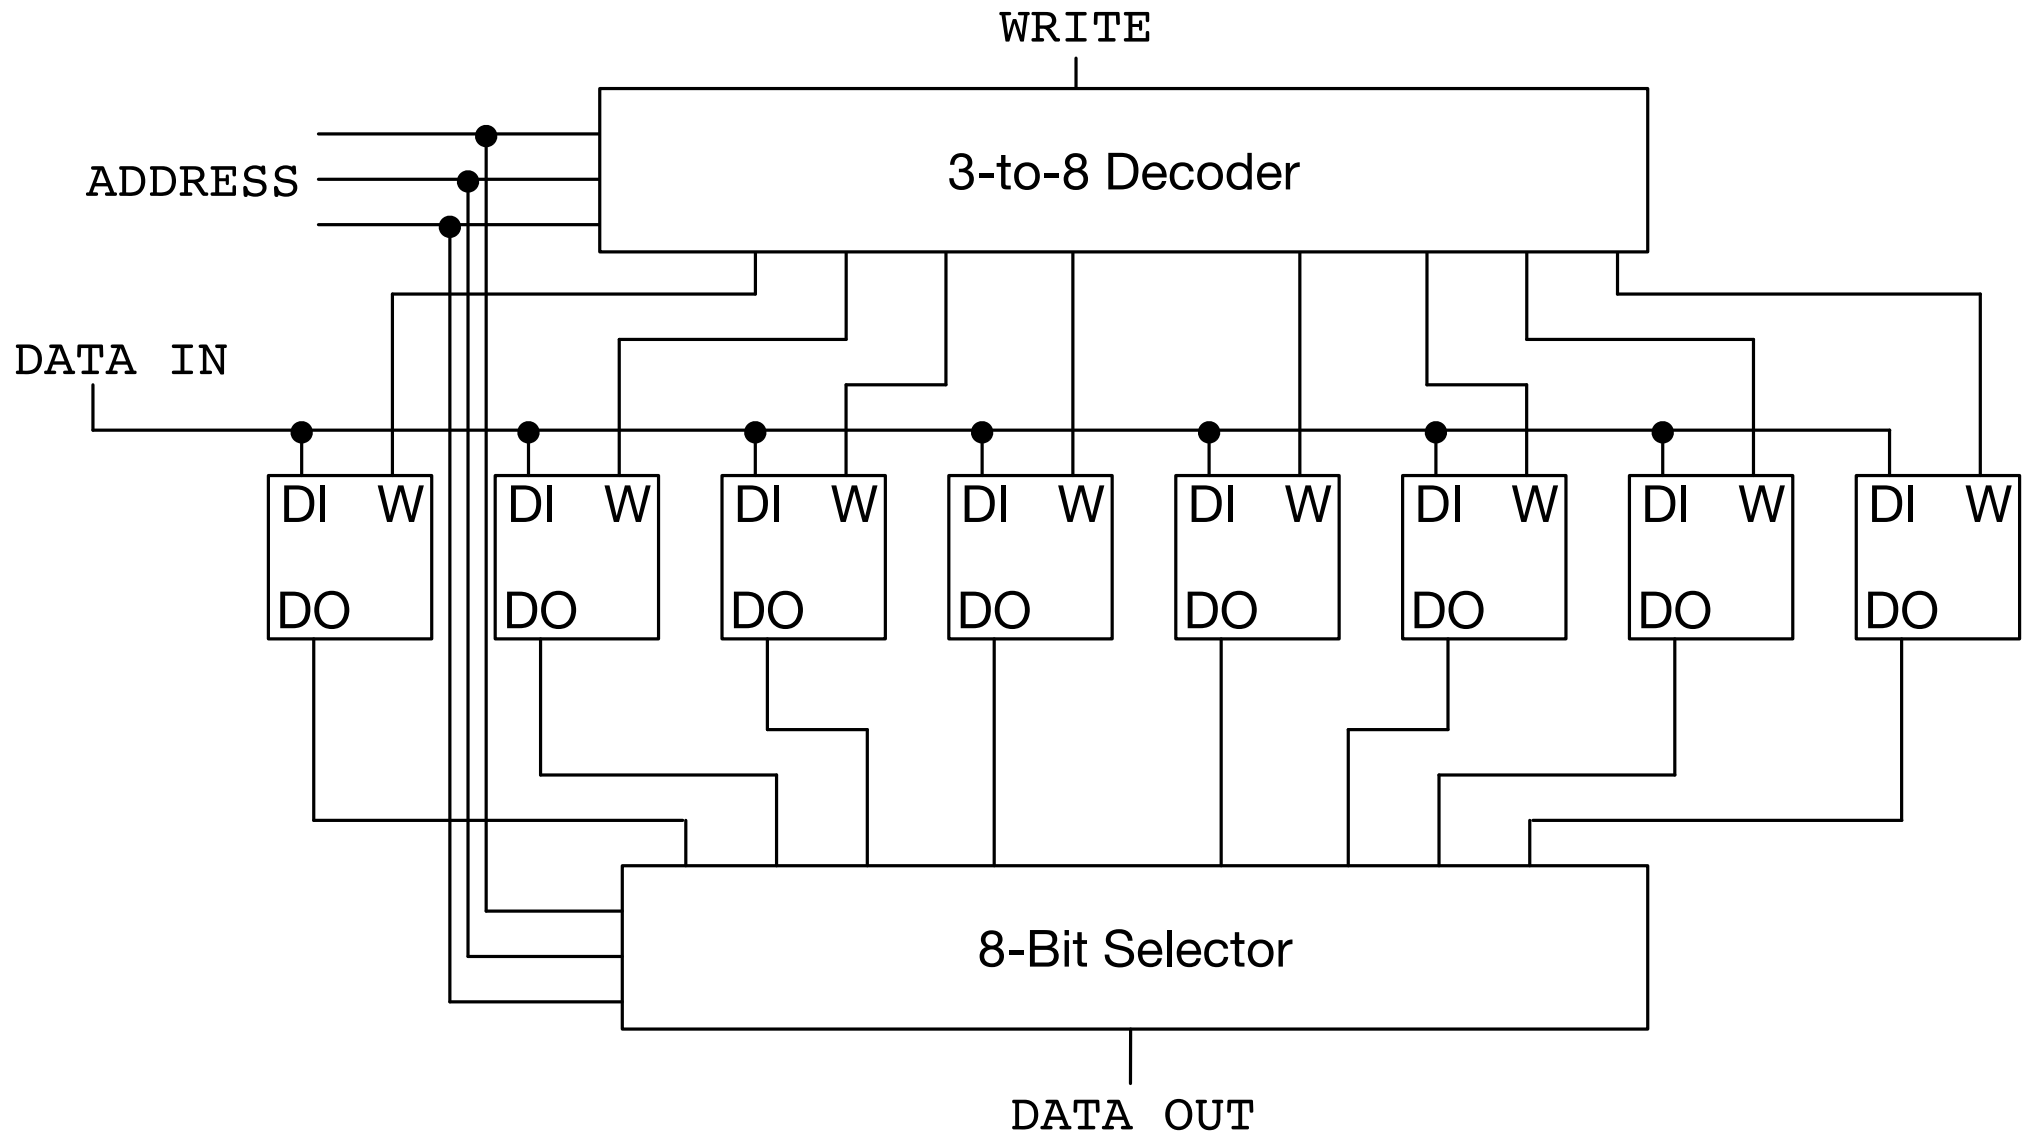 WRITE
3-to-8 Decoder
ADDRESS
DATA IN
DI W DI W DI W DI W DI W DI W DI W DI W
DO DO DO DO DO DO DO DO
8-Bit Selector
DATA OUT